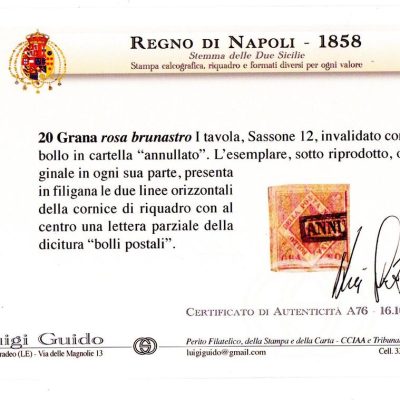 REGNO DI NAPOLI - 1858
Stemma delle Due Sicilie
Stampa calcografica, riquadro e formati diversi per ogni valore
20 Grana rosa brunastro I tavola, Sassone 12, invalidato co
bollo in cartella “annullato”. L’esemplare, sotto riprodotto, o
ginale in ogni sua parte, presenta
in filigana le due linee orizzontali
della cornice di riquadro con al
centro una lettera parziale della
dicitura “bolli postali”.
ANNU
CERTIFICATO DI AUTENTICITÀ A76 - 16.10
uigi Guido
radeo (LE) - Via delle Magnolie 13
Perito Filatelico, della Stampa e della Carta - CCIAA e Tribuna
luigiguido@gmail.com
Cell. 3